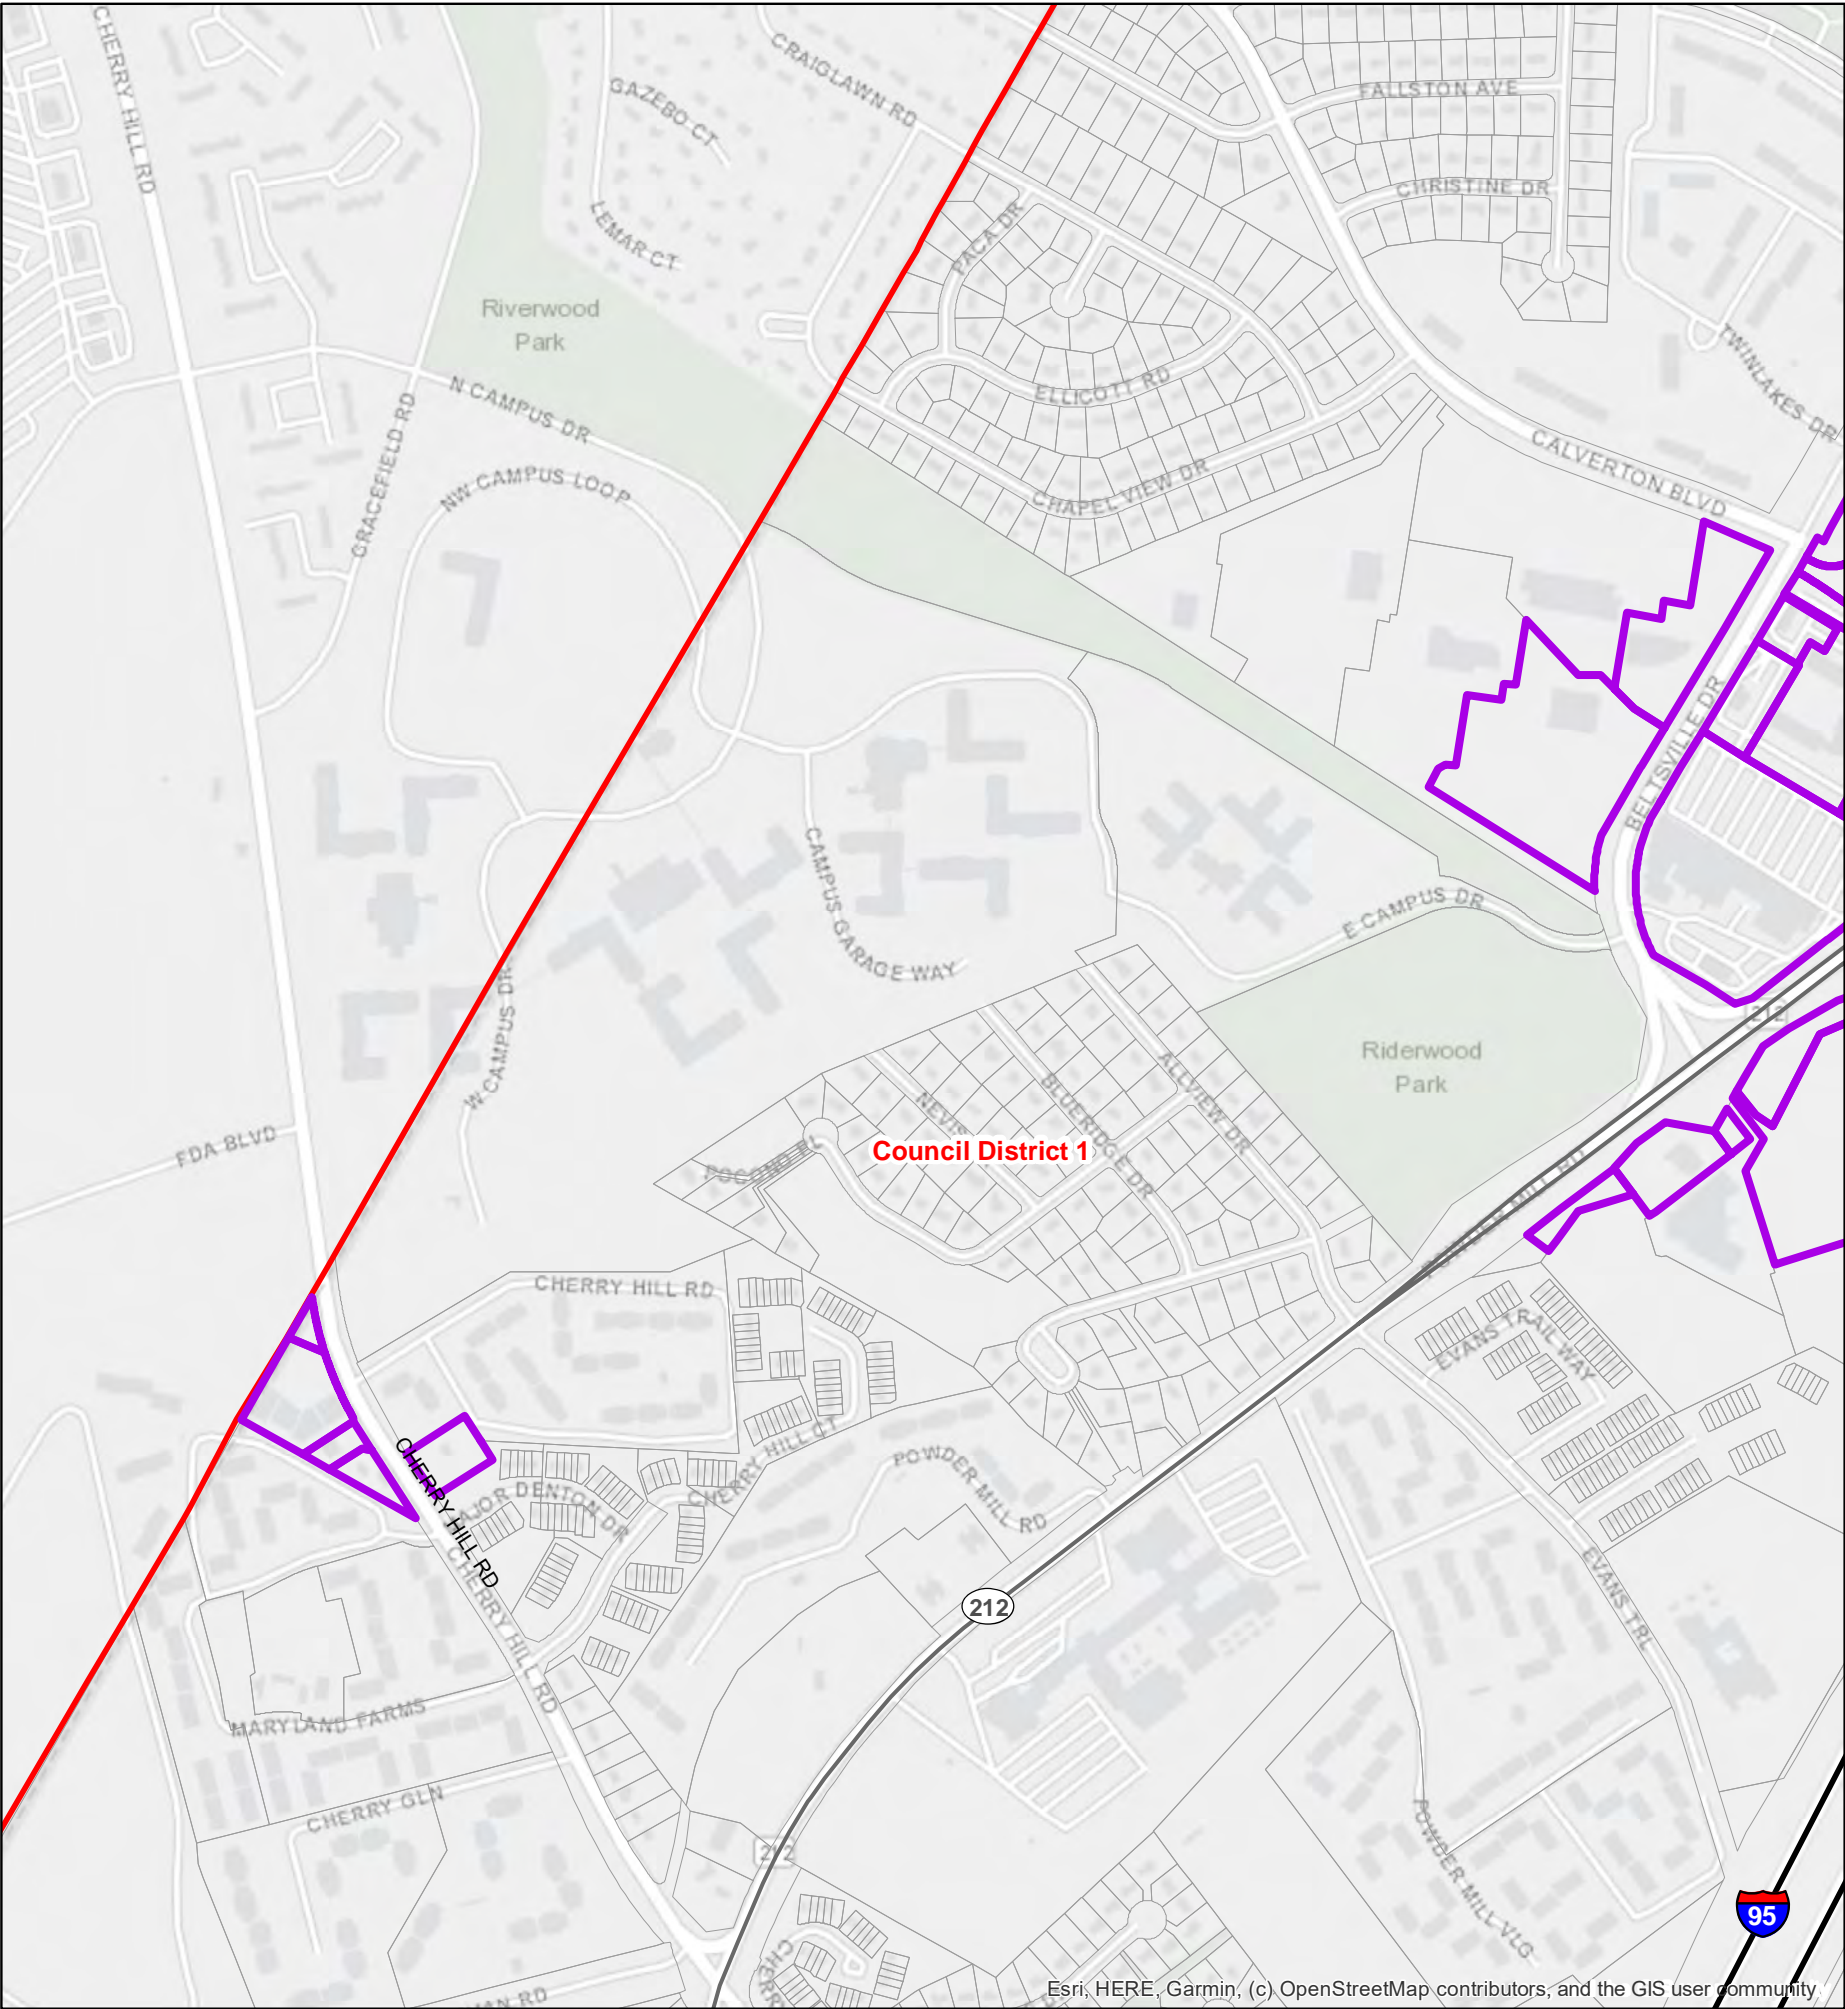 CHERRY HILL RD
CRAIGLAWN RD
GAZEBO CT
FALLSTON AVE
CHRISTINE DR
LEMAR CT
PACA DR
Riverwood
Park
TWINLAKES DR
N CAMPUS DR
ELLICOTT RD
GRACEFIELD RD
NW CAMPUS LOOP
CHAPEL VIEW DR
CALVERTON BLVD
BELTSVILLE DR
CAMPUS GARAGE WAY
E CAMPUS DR
W CAMPUS DR
212
Riderwood
Park
FDA BLVD
NEVIS
BLUERIDGE DR
ALLVIEW DR
Council District 1
POCONO PL
POWDER MILL RD
CHERRY HILL RD
EVANS TRAIL WAY
CHERRY HILL CT
POWDER MILL RD
CHERRY HILL RD
AJOR DENTON DR
CHERRY HILL RD
212
EVANS TRL
MARYLAND FARMS
CHERRY GLN
212
POWDER MILL VLG
95
CHERRY
AN RD
Esri, HERE, Garmin, (c) OpenStreetMap contributors, and the GIS user community